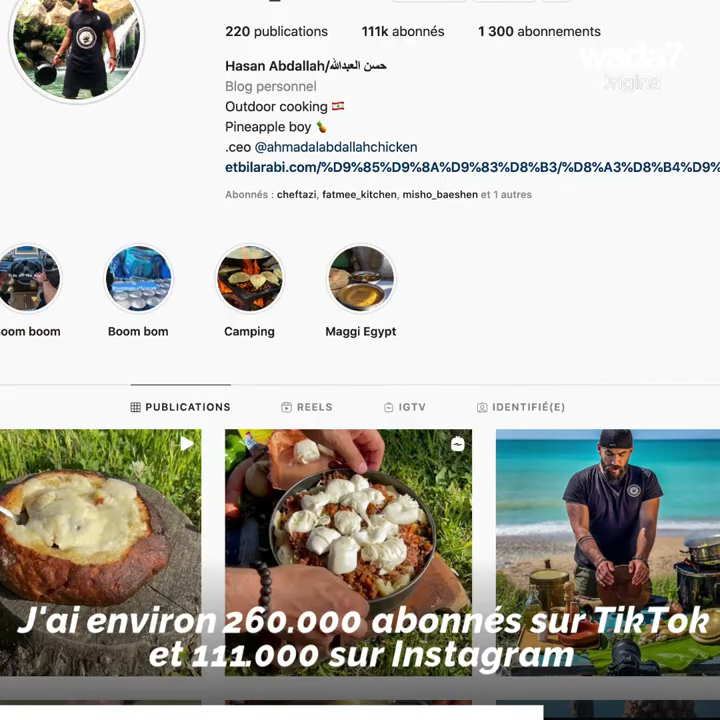 220 publications 111k abonnés 1 300 abonnements
wada7
Original
Hasan Abdallah/حسن العبدالله
Blog personnel
Outdoor cooking 🇱🇧
Pineapple boy 🍍
.ceo @ahmadalabdallahchicken
etbilarabi.com/%D9%85%D9%8A%D9%83%D8%B3/%D8%A3%D8%B4%D9%
Abonnés : cheftazi, fatmee_kitchen, misho_baeshen et 1 autres
oom boom Boom bom Camping Maggi Egypt
PUBLICATIONS REELS IGTV IDENTIFIÉ(E)
J'ai environ 260.000 abonnés sur TikTok
et 111.000 sur Instagram